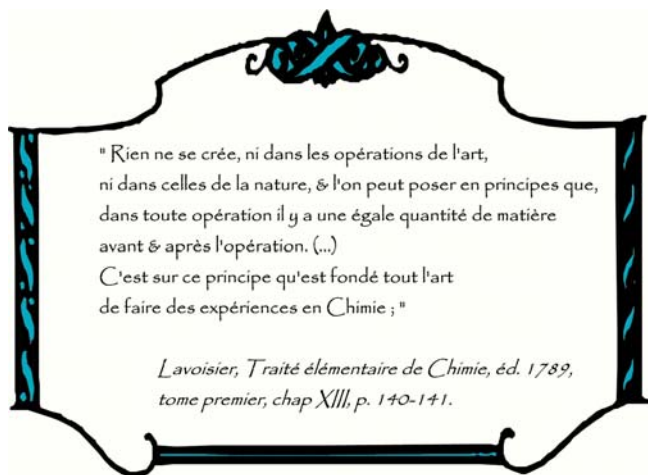 " Rien ne se crée, ni dans les opérations de l'art,
ni dans celles de la nature, & l'on peut poser en principes que,
dans toute opération il y a une égale quantité de matière
avant & après l'opération. (...)
C'est sur ce principe qu'est fondé tout l'art
de faire des expériences en Chimie ; "
Lavoisier, Traité élémentaire de Chimie, éd. 1789,
tome premier, chap XIII, p. 140-141.